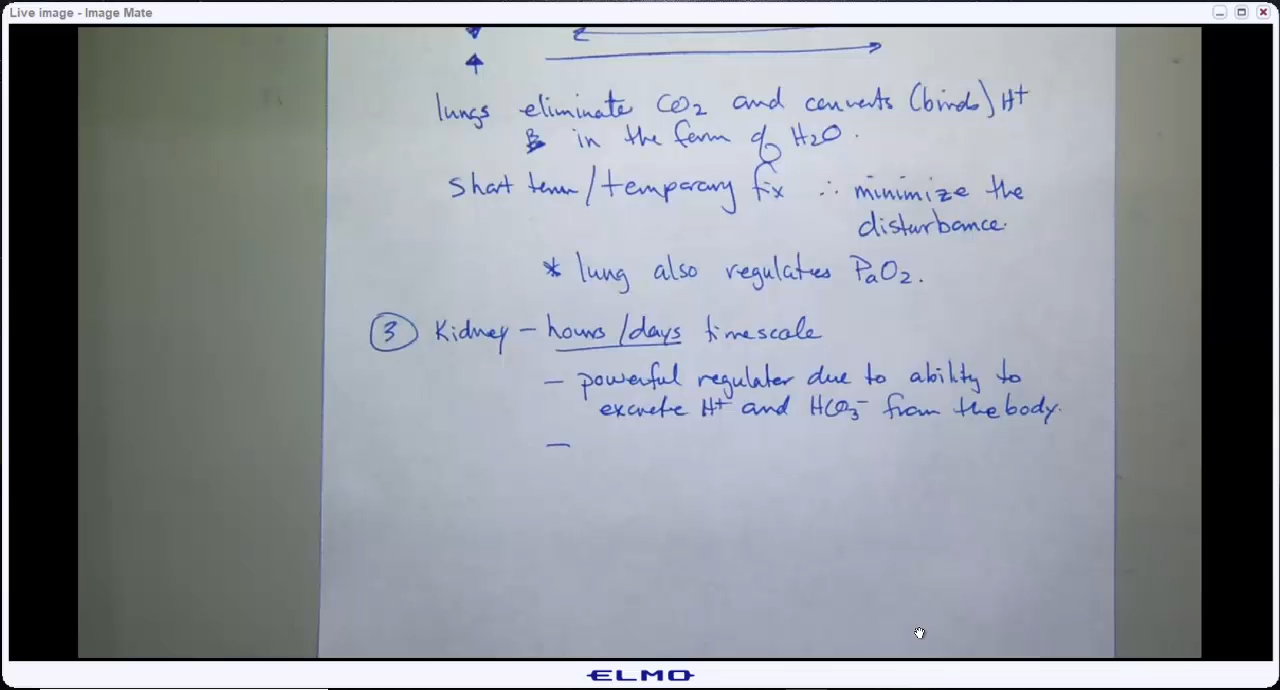 Live image - Image Mate
lungs eliminate CO2 and converts (binds) H+
in the form of H2O.
Short term/temporary fix ∴ minimize the
disturbance.
* lung also regulates PaO2.
③ Kidney - hours/days timescale
- powerful regulater due to ability to
excrete H+ and HCO3- from the body.
-
ELMO